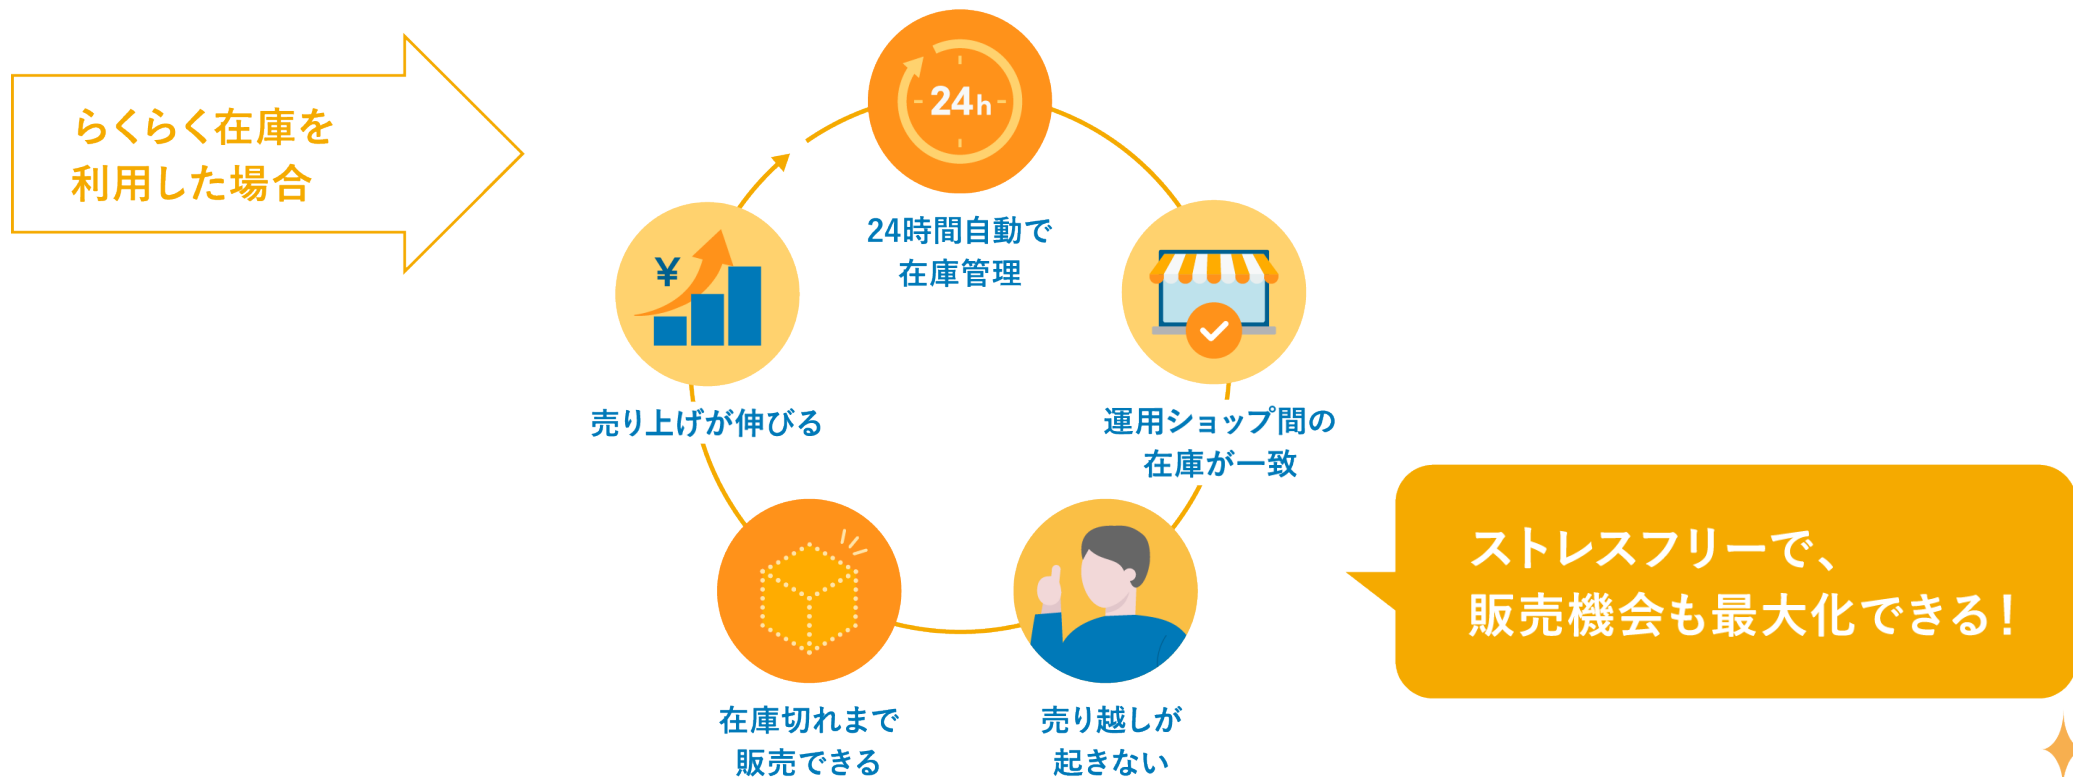 らくらく在庫を
利用した場合
24h
24時間自動で
在庫管理
運用ショップ間の
在庫が一致
売り越しが
起きない
在庫切れまで
販売できる
¥
売り上げが伸びる
ストレスフリーで、
販売機会も最大化できる！